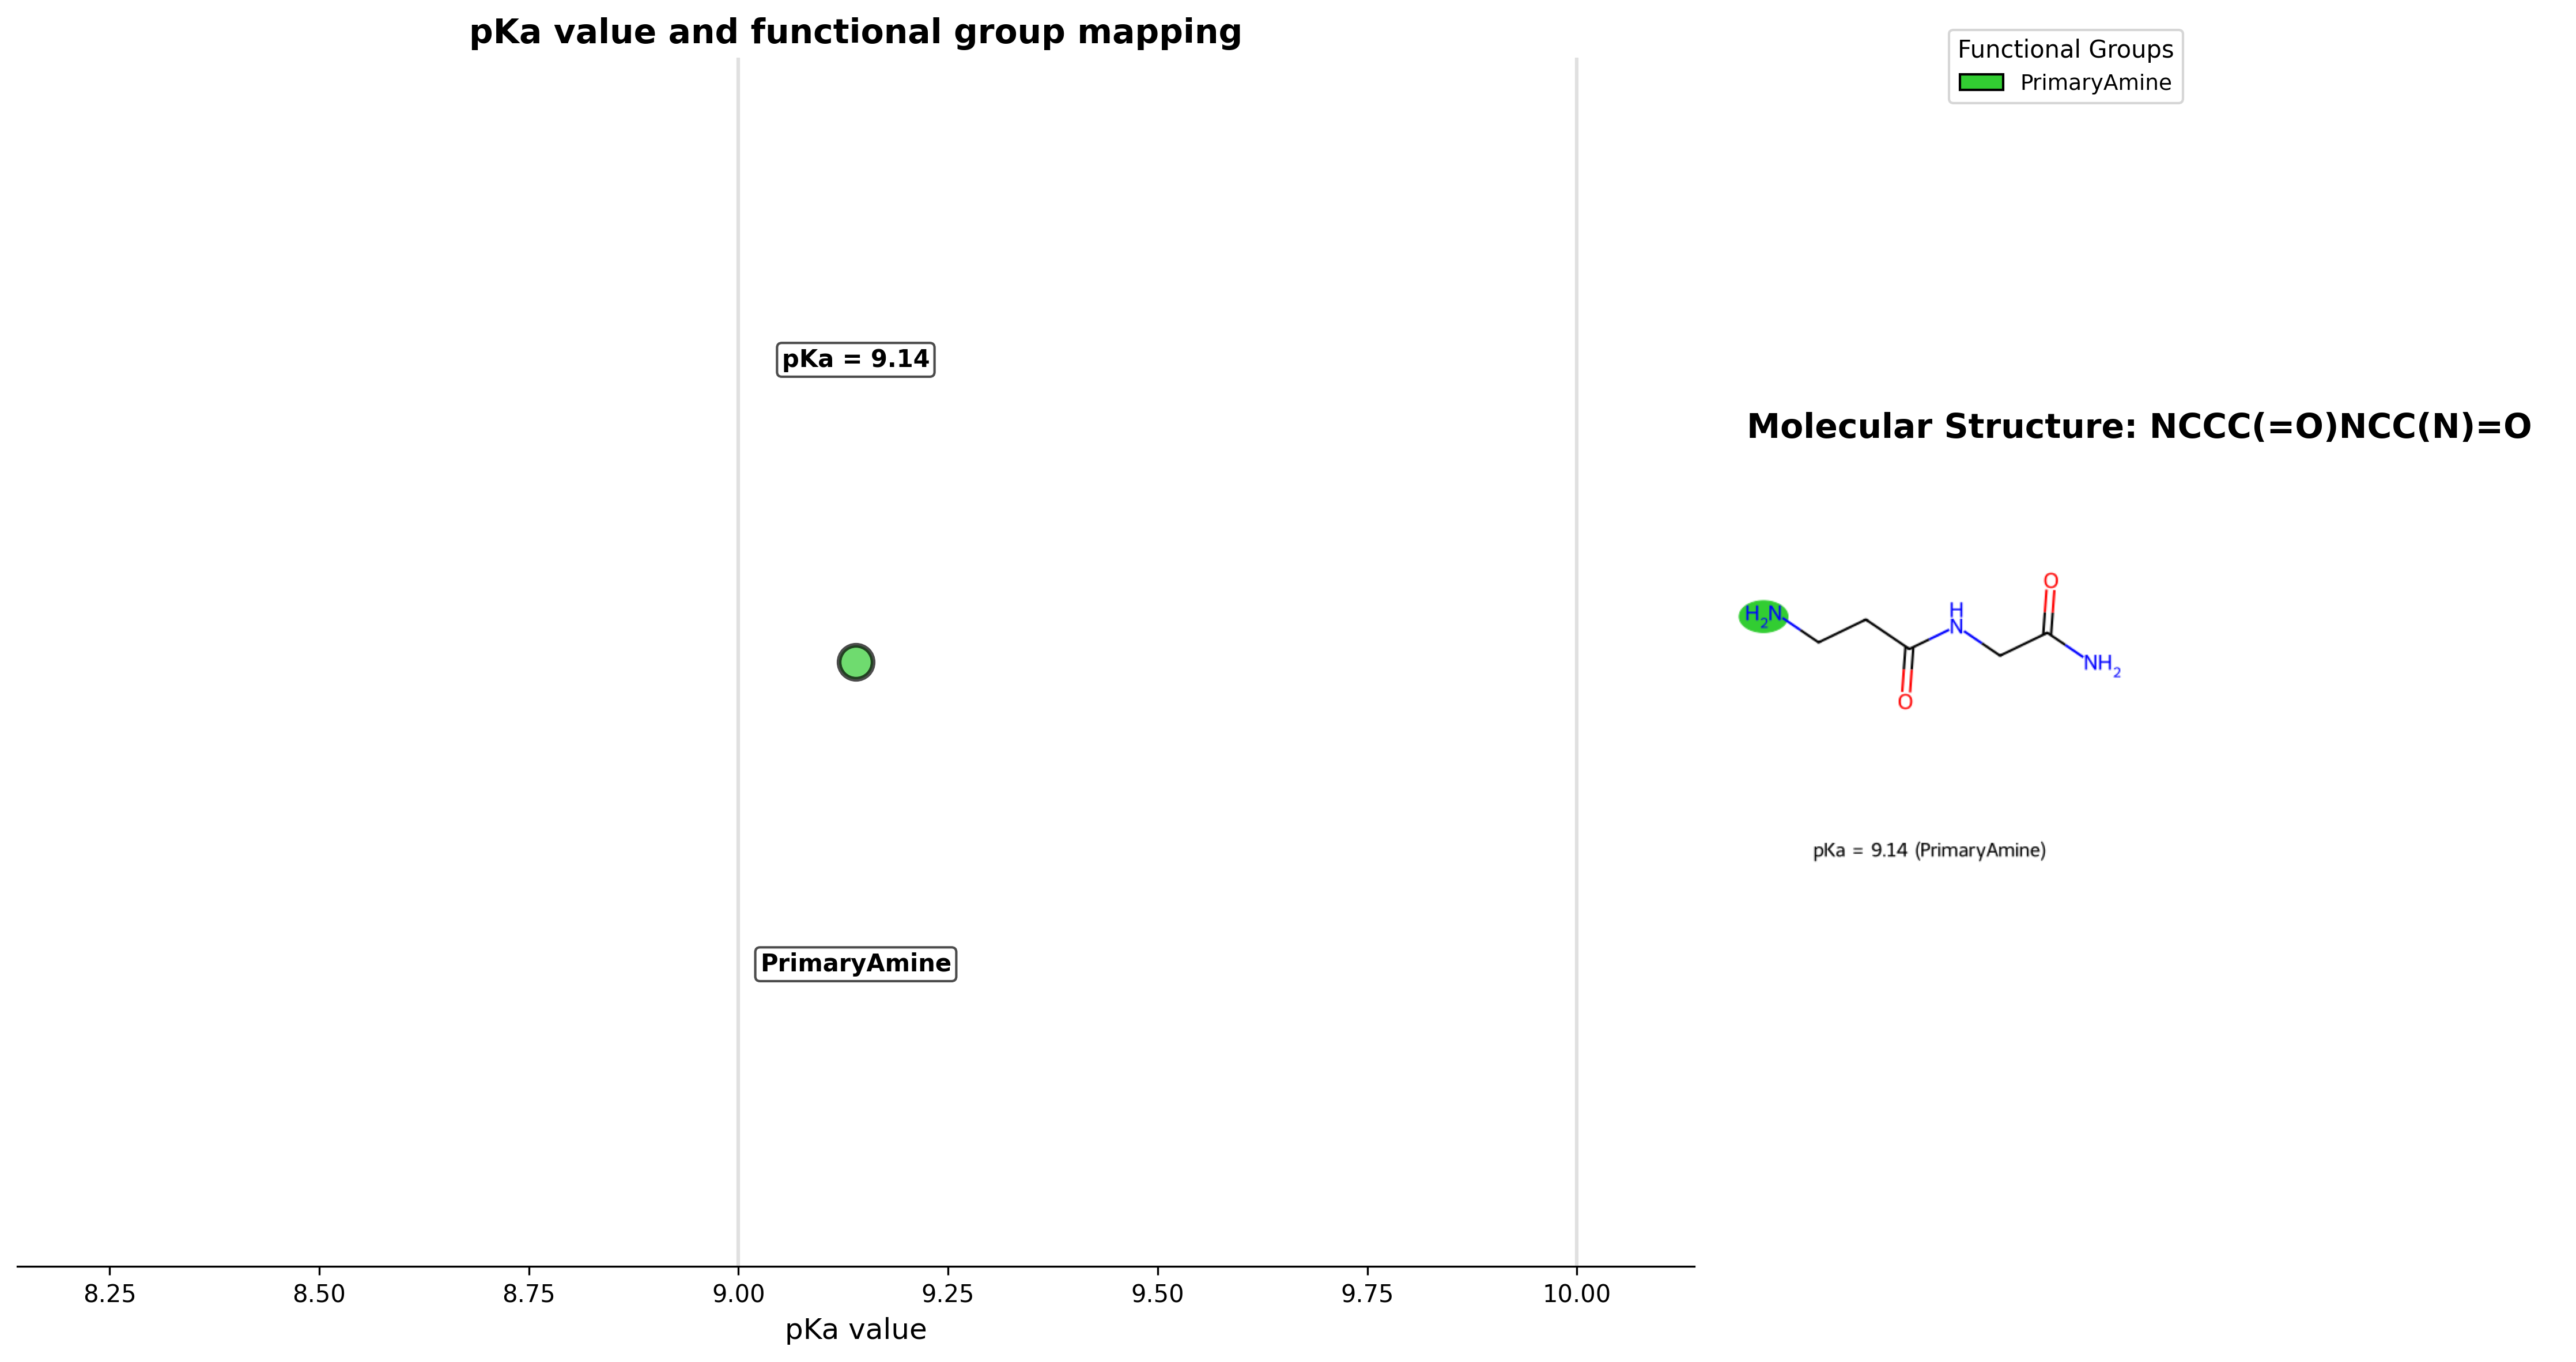 pKa value and functional group mapping
Functional Groups
PrimaryAmine
pKa = 9.14
Molecular Structure: NCCC(=O)NCC(N)=O
O
H₂N
H
N
NH₂
O
pKa = 9.14 (PrimaryAmine)
PrimaryAmine
8.25 8.50 8.75 9.00 9.25 9.50 9.75 10.00
pKa value